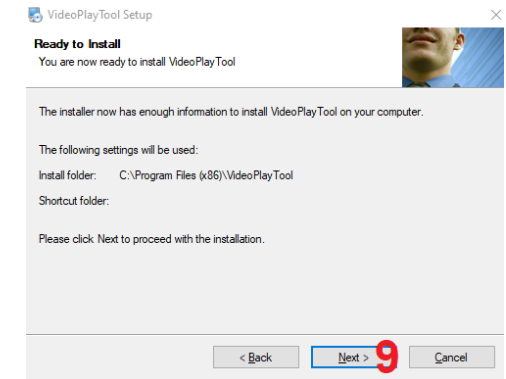 VideoPlayTool Setup
Ready to Install
You are now ready to install VideoPlayTool
The installer now has enough information to install VideoPlayTool on your computer.
The following settings will be used:
Install folder: C:\Program Files (x86)\VideoPlayTool
Shortcut folder:
Please click Next to proceed with the installation.
< Back Next > 9 Cancel